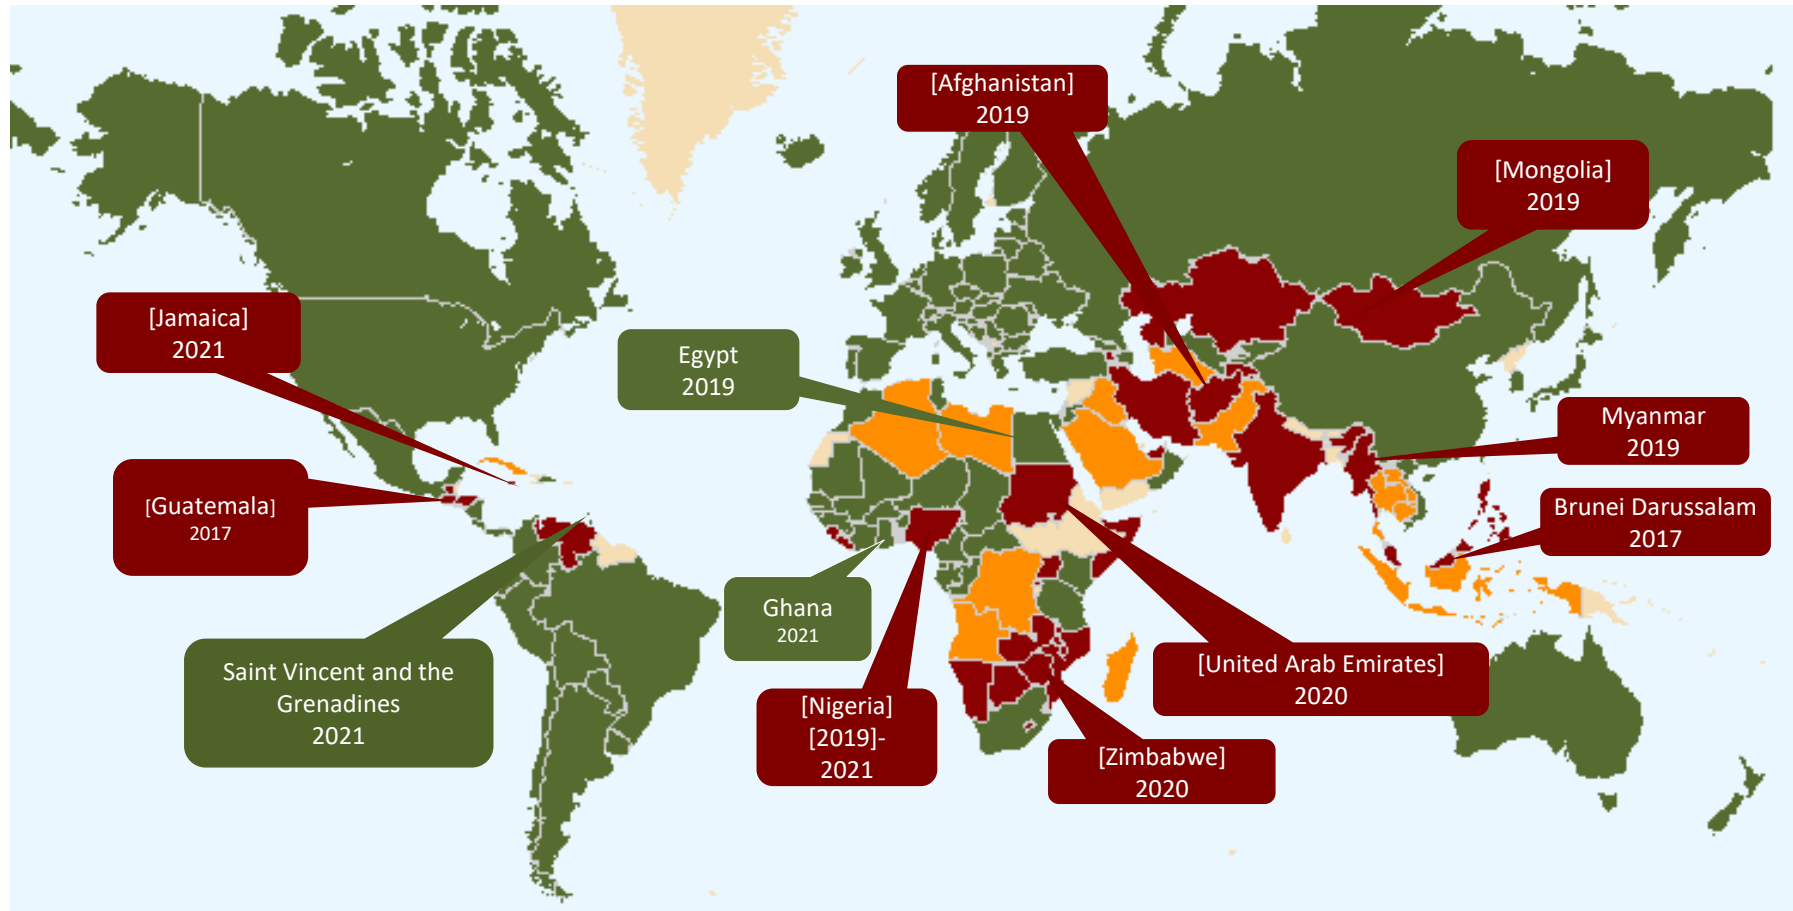 [Afghanistan]
2019
[Mongolia]
2019
[Jamaica]
2021
Egypt
2019
Myanmar
2019
[Guatemala]
2017
Brunei Darussalam
2017
Ghana
2021
Saint Vincent and the
Grenadines
2021
[United Arab Emirates]
2020
[Nigeria]
[2019]-
2021
[Zimbabwe]
2020